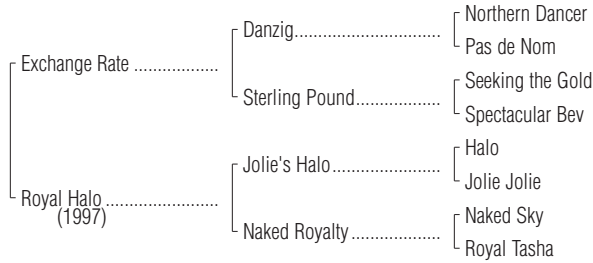 Northern Dancer
Danzig..................................
Pas de Nom
Exchange Rate ...................
Seeking the Gold
Sterling Pound...................
Spectacular Bev
Halo
Jolie's Halo........................
Jolie Jolie
Royal Halo .........................
(1997)
Naked Sky
Naked Royalty....................
Royal Tasha